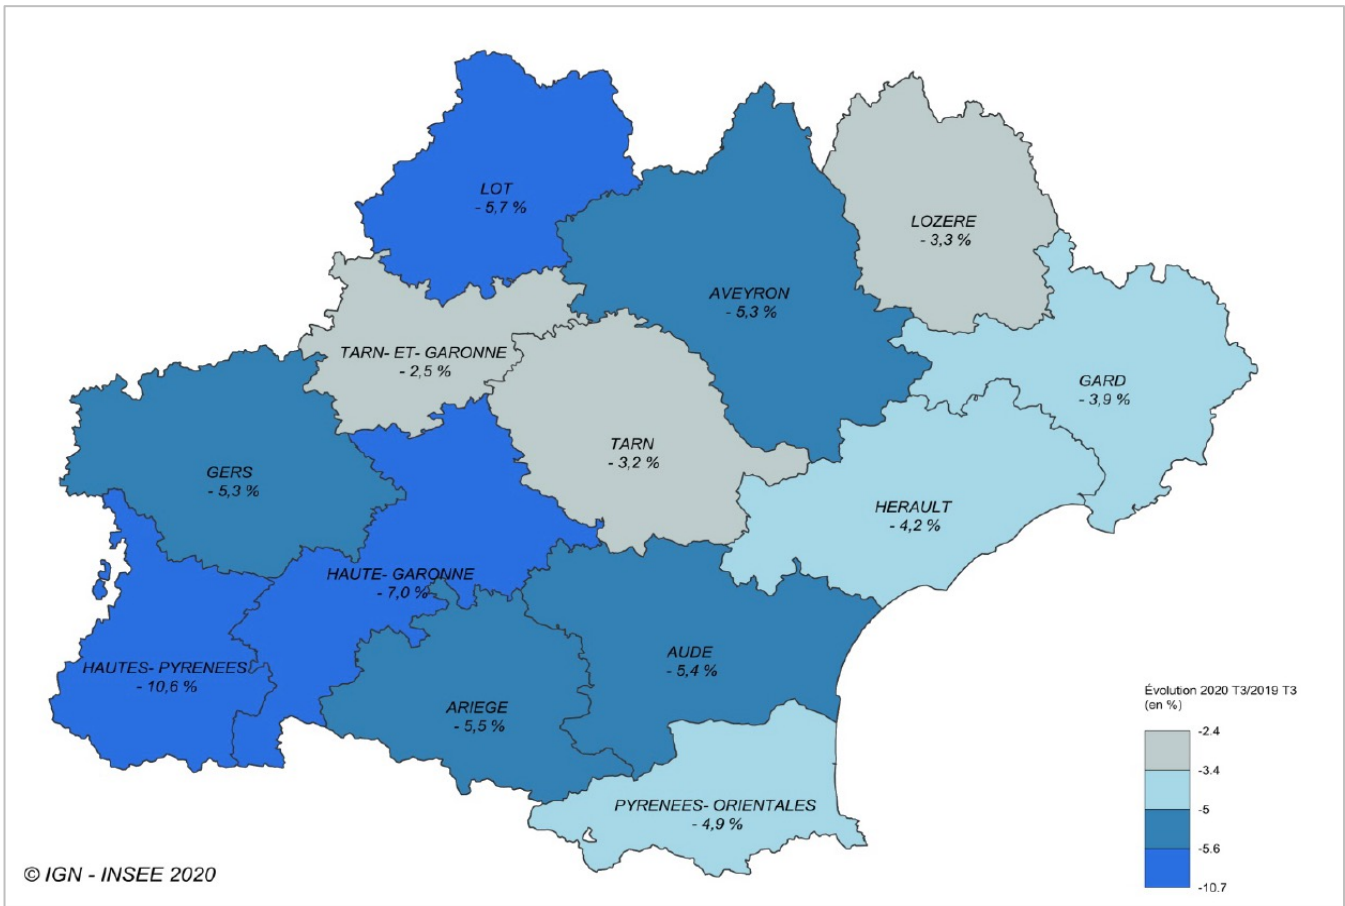 LOT
- 5,7 %
LOZERE
- 3,3 %
AVEYRON
- 5,3 %
TARN- ET- GARONNE
- 2,5 %
GARD
- 3,9 %
TARN
- 3,2 %
GERS
- 5,3 %
HERAULT
- 4,2 %
HAUTE- GARONNE
- 7,0 %
HAUTES- PYRENEES
- 10,6 %
AUDE
- 5,4 %
ARIEGE
- 5,5 %
PYRENEES- ORIENTALES
- 4,9 %
Évolution 2020 T3/2019 T3
(en %)
-2.4
-3.4
-5
-5.6
-10.7
© IGN - INSEE 2020